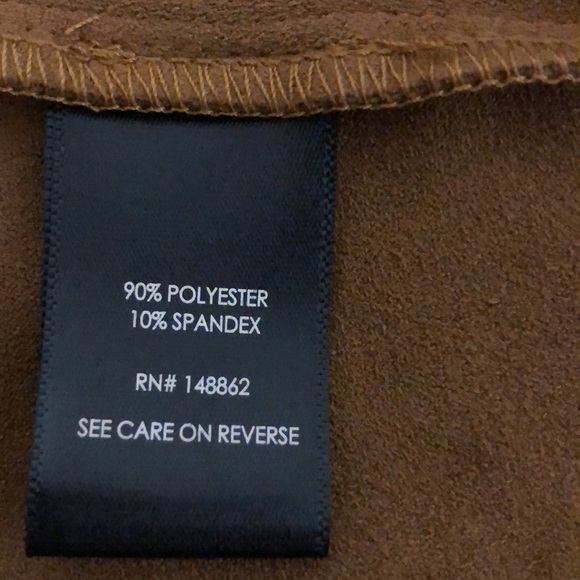 90% POLYESTER
10% SPANDEX
RN# 148862
SEE CARE ON REVERSE